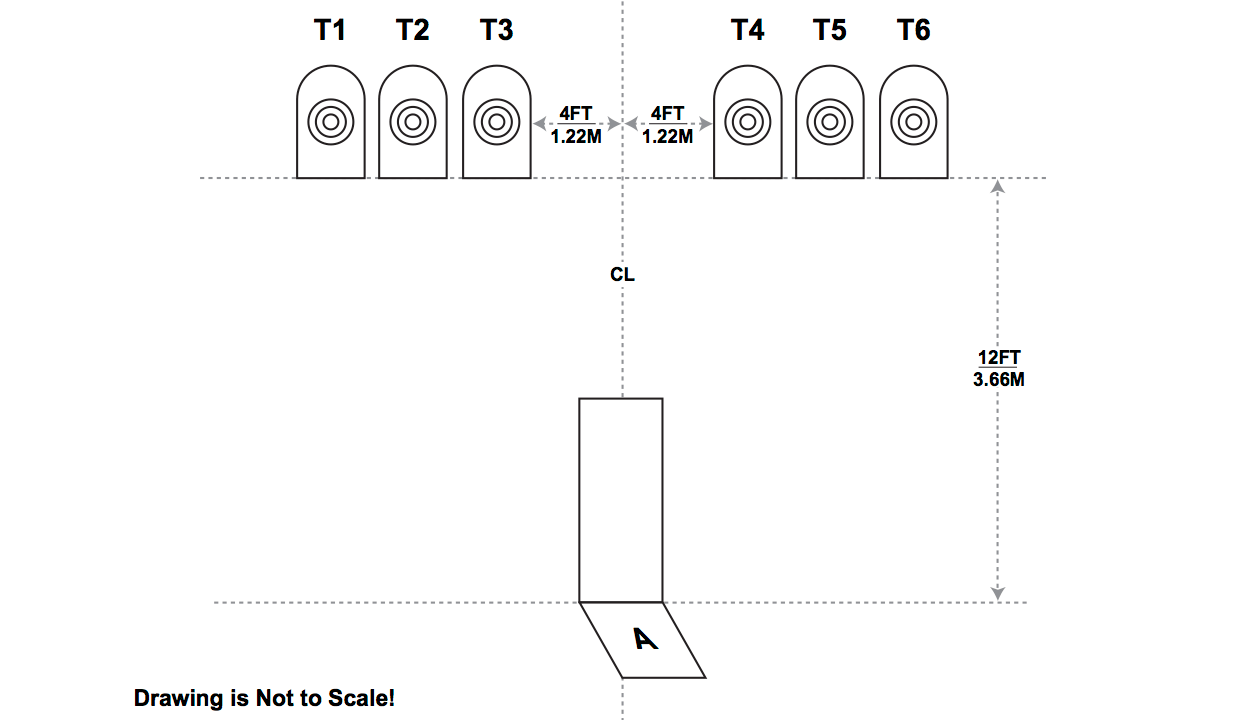 T1 T2 T3 T4 T5 T6
4FT 4FT
1.22M 1.22M
CL
12FT
3.66M
A
Drawing is Not to Scale!